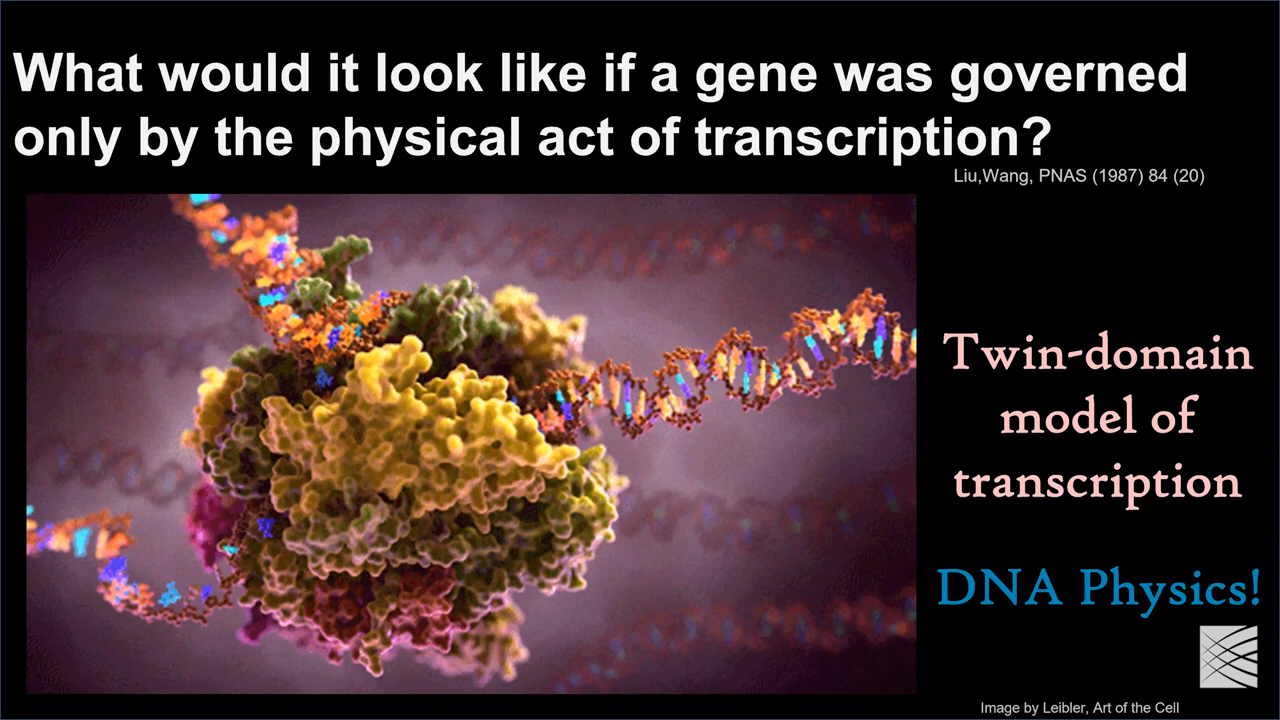 What would it look like if a gene was governed
only by the physical act of transcription?
Liu,Wang, PNAS (1987) 84 (20)
Twin-domain
model of
transcription
DNA Physics!
Image by Leibler, Art of the Cell